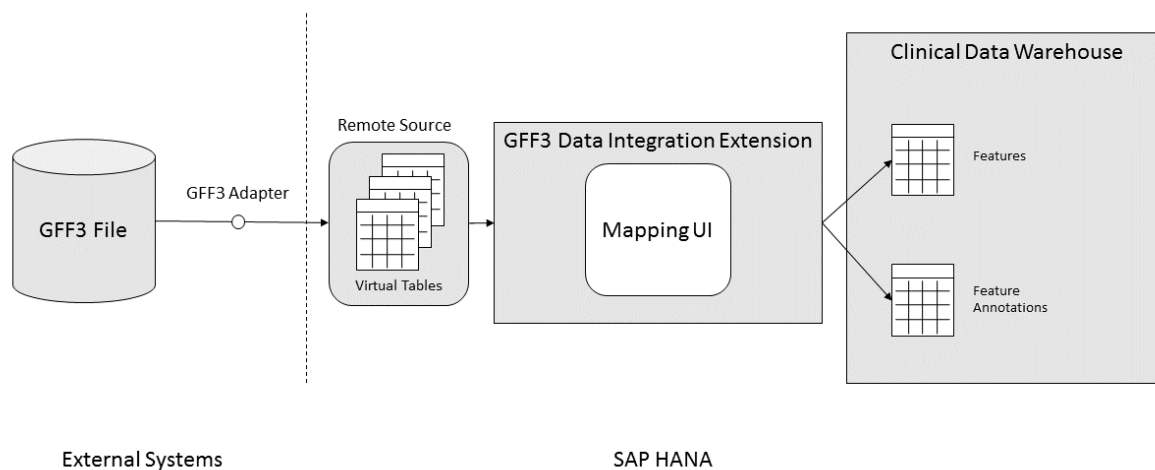 Clinical Data Warehouse
Remote Source
GFF3 Data Integration Extension
GFF3 Adapter
Features
GFF3 File
Mapping UI
Virtual Tables
Feature
Annotations
External Systems
SAP HANA